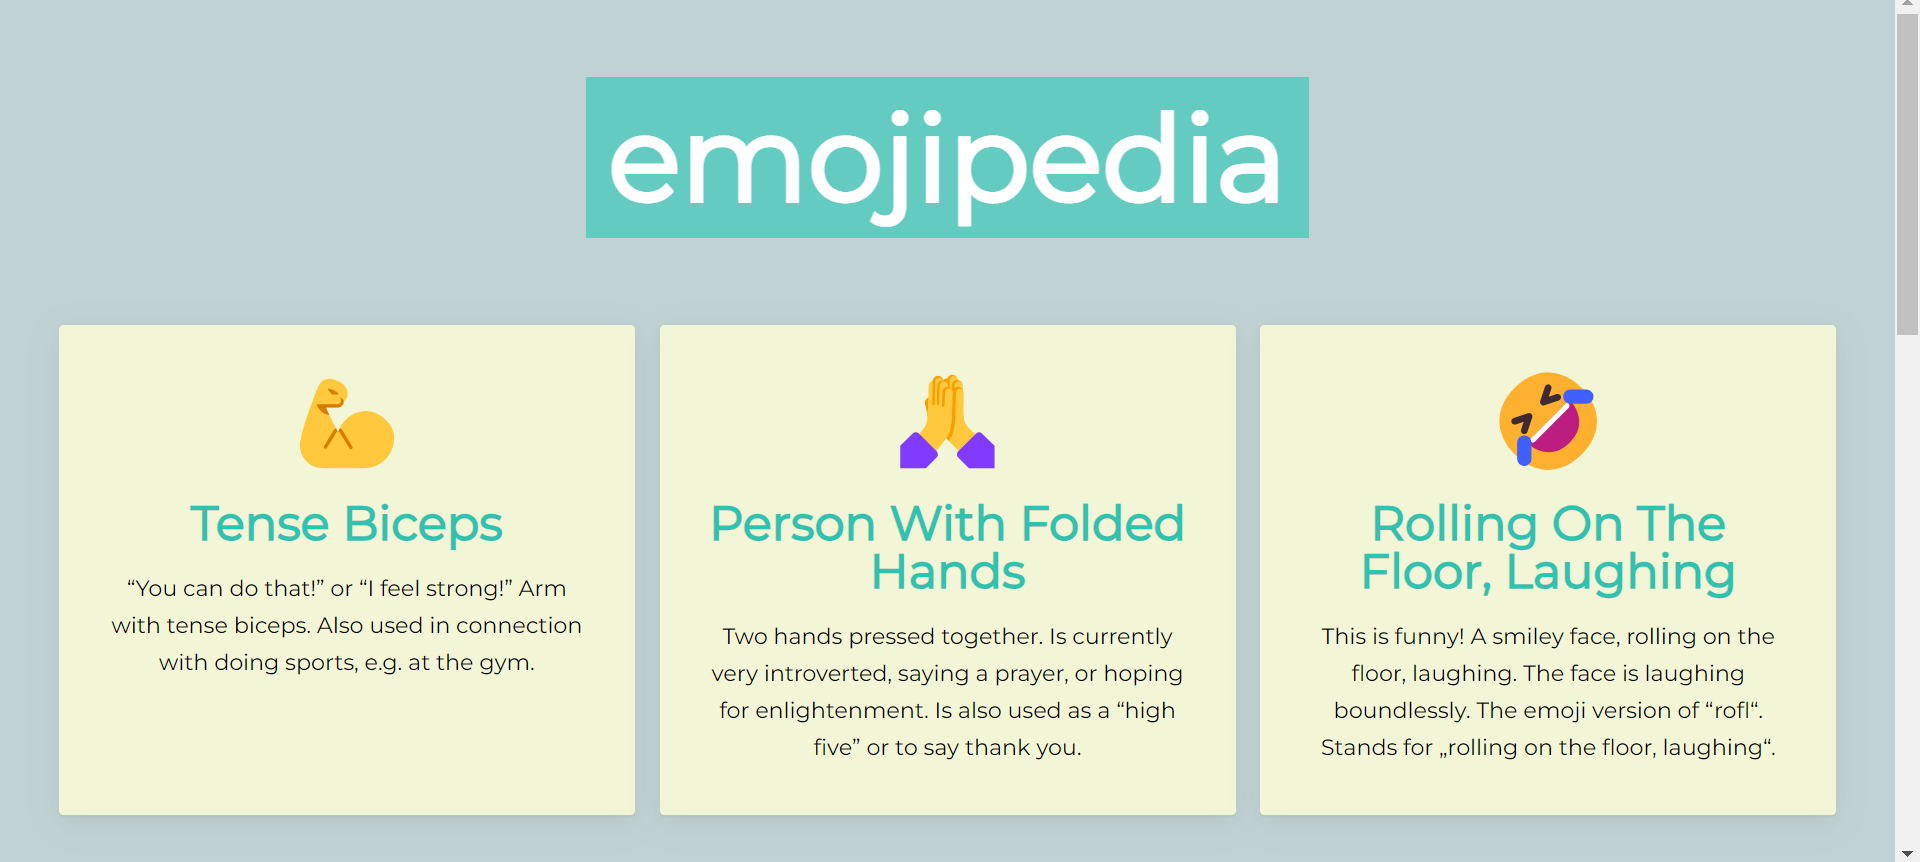 emojipedia
Tense Biceps
“You can do that!” or “I feel strong!” Arm
with tense biceps. Also used in connection
with doing sports, e.g. at the gym.
Person With Folded
Hands
Two hands pressed together. Is currently
very introverted, saying a prayer, or hoping
for enlightenment. Is also used as a “high
five” or to say thank you.
Rolling On The
Floor, Laughing
This is funny! A smiley face, rolling on the
floor, laughing. The face is laughing
boundlessly. The emoji version of “rofl“.
Stands for „rolling on the floor, laughing“.